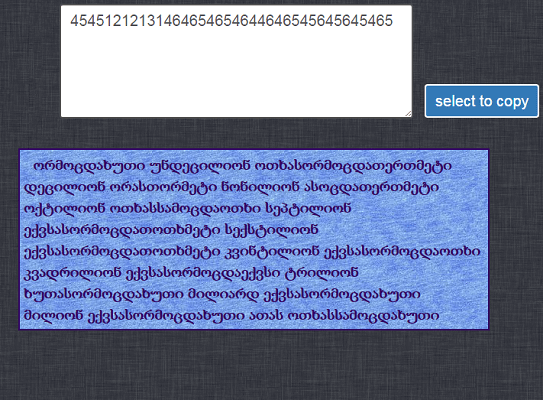 45451212131464654654644646545645645465
select to copy
ორმოცდახუთი უნდეცილიონ ოთხასორმოცდათერთმეტი
დეცილიონ ორასთორმეტი ნონილიონ ასოცდათერთმეტი
ოქტილიონ ოთხასსამოცდაოთხი სეპტილიონ
ექვსასორმოცდათოთხმეტი სექსტილიონ
ექვსასორმოცდათოთხმეტი კვინტილიონ ექვსასორმოცდაოთხი
კვადრილიონ ექვსასორმოცდაექვსი ტრილიონ
ხუთასორმოცდახუთი მილიარდ ექვსასორმოცდახუთი
მილიონ ექვსასორმოცდახუთი ათას ოთხასსამოცდახუთი